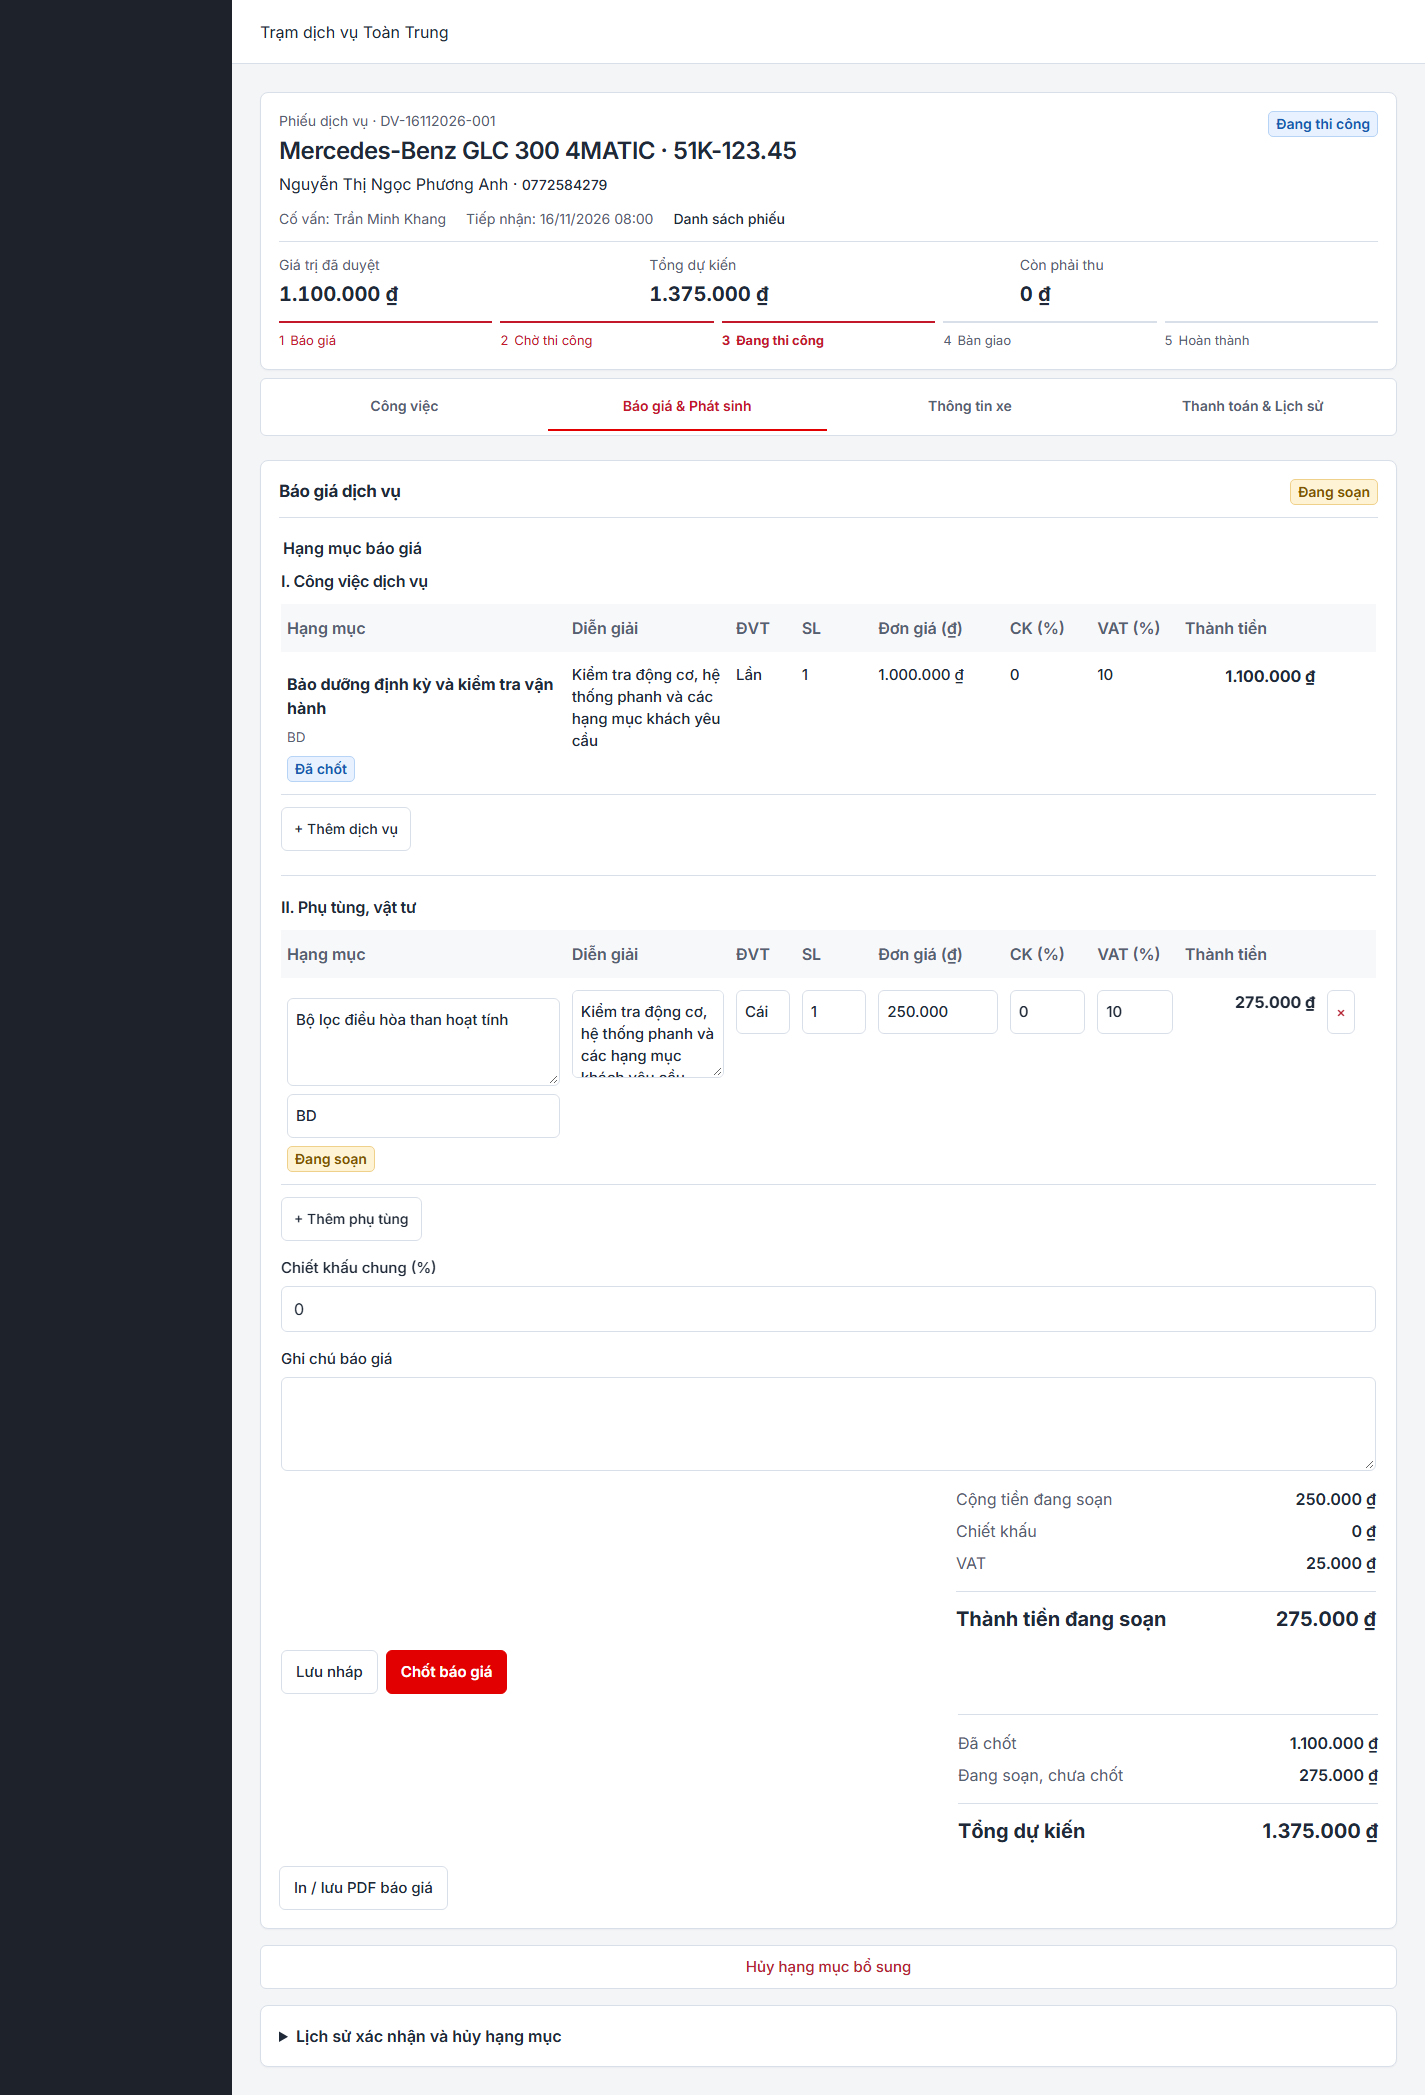 Trạm dịch vụ Toàn Trung
Phiếu dịch vụ · DV-16112026-001
Đang thi công
Mercedes-Benz GLC 300 4MATIC · 51K-123.45
Nguyễn Thị Ngọc Phương Anh · 0772584279
Cố vấn: Trần Minh Khang Tiếp nhận: 16/11/2026 08:00 Danh sách phiếu
Giá trị đã duyệt Tổng dự kiến Còn phải thu
1.100.000 ₫ 1.375.000 ₫ 0 ₫
1 Báo giá 2 Chờ thi công 3 Đang thi công 4 Bàn giao 5 Hoàn thành
Công việc Báo giá & Phát sinh Thông tin xe Thanh toán & Lịch sử
Báo giá dịch vụ Đang soạn
Hạng mục báo giá
I. Công việc dịch vụ
Hạng mục Diễn giải ĐVT SL Đơn giá (₫) CK (%) VAT (%) Thành tiền
Bảo dưỡng định kỳ và kiểm tra vận
hành
BD
Đã chốt
Kiểm tra động cơ, hệ
thống phanh và các
hạng mục khách yêu
cầu
Lần 1 1.000.000 ₫ 0 10 1.100.000 ₫
+ Thêm dịch vụ
II. Phụ tùng, vật tư
Hạng mục Diễn giải ĐVT SL Đơn giá (₫) CK (%) VAT (%) Thành tiền
Bộ lọc điều hòa than hoạt tính
BD
Đang soạn
Kiểm tra động cơ,
hệ thống phanh và
các hạng mục
khách yêu cầu
Cái 1 250.000 0 10 275.000 ₫ ×
+ Thêm phụ tùng
Chiết khấu chung (%)
0
Ghi chú báo giá
Cộng tiền đang soạn 250.000 ₫
Chiết khấu 0 ₫
VAT 25.000 ₫
Thành tiền đang soạn 275.000 ₫
Lưu nháp Chốt báo giá
Đã chốt 1.100.000 ₫
Đang soạn, chưa chốt 275.000 ₫
Tổng dự kiến 1.375.000 ₫
In / lưu PDF báo giá
Hủy hạng mục bổ sung
▶ Lịch sử xác nhận và hủy hạng mục